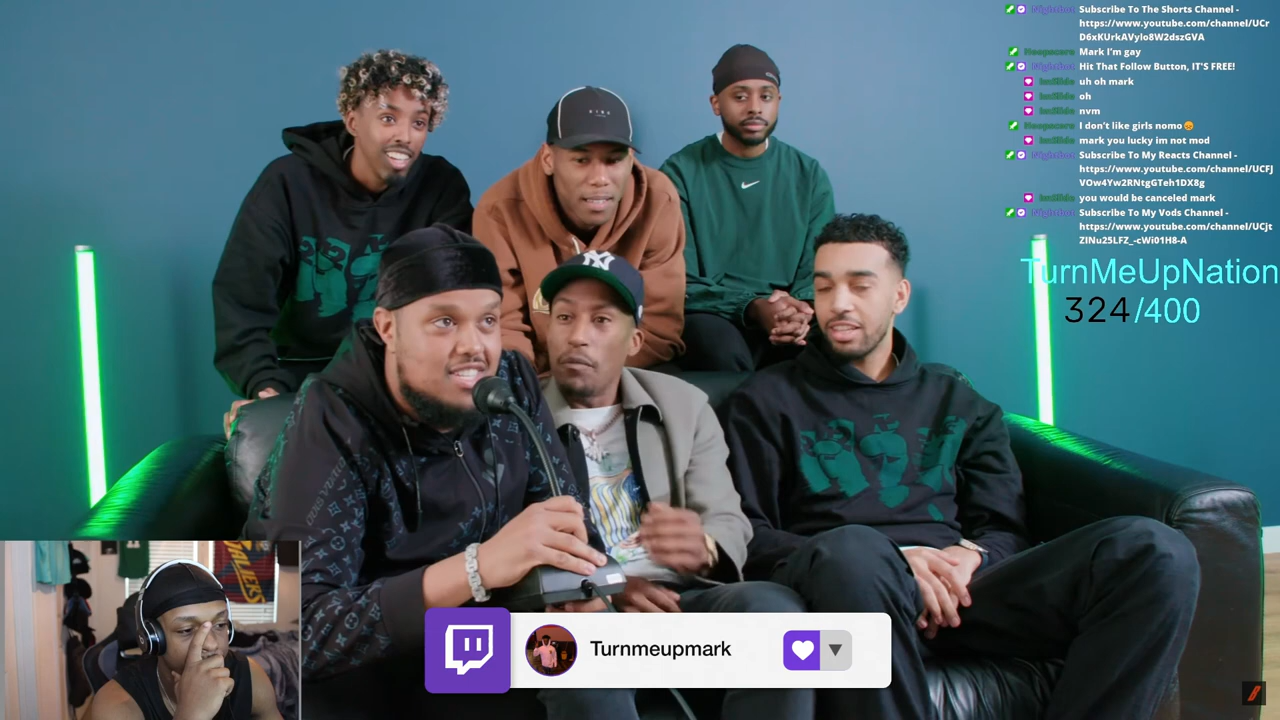 Subscribe To The Shorts Channel -
https://www.youtube.com/channel/UCr
D6xKUrkAVylo8W2dszGVA
Mark I'm gay
Hit That Follow Button, IT'S FREE!
uh oh mark
oh
nvm
I don't like girls nomo😡
mark you lucky im not mod
Subscribe To My Reacts Channel -
https://www.youtube.com/channel/UCFJ
VOw4Yw2RNtgGTeh1DX8g
you would be canceled mark
Subscribe To My Vods Channel -
https://www.youtube.com/channel/UCjt
ZINu25LFZ_-cWi01H8-A
TurnMeUpNation
324/400
NY
CAVALIERS
Turnmeupmark